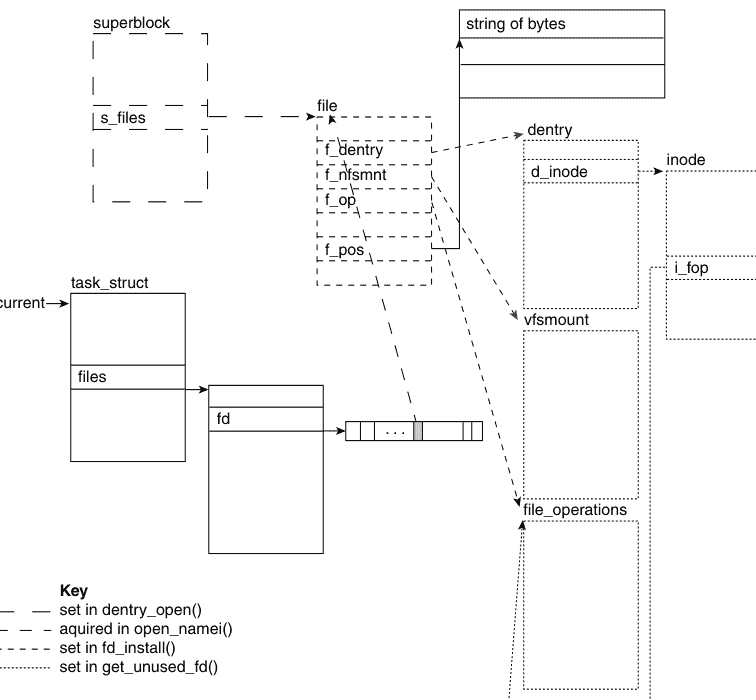 superblock
string of bytes
s_files
file
dentry
f_dentry
inode
f_nfsmnt
d_inode
f_op
f_pos
i_fop
task_struct
current
vfsmount
files
fd
...
file_operations
Key
set in dentry_open()
aquired in open_namei()
set in fd_install()
set in get_unused_fd()